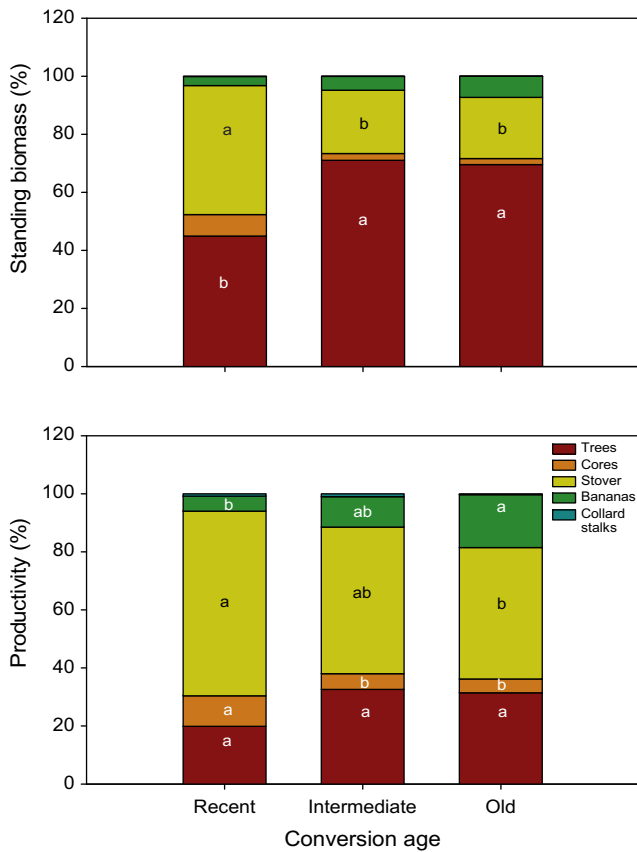 120
100
80
60
40
20
0
Standing biomass (%)
a
b
b
b
a
a
120
100
80
60
40
20
0
Productivity (%)
Trees
Cores
Stover
Bananas
Collard
stalks
b
ab
a
a
ab
b
a
b
b
a
a
a
Recent
Intermediate
Old
Conversion age